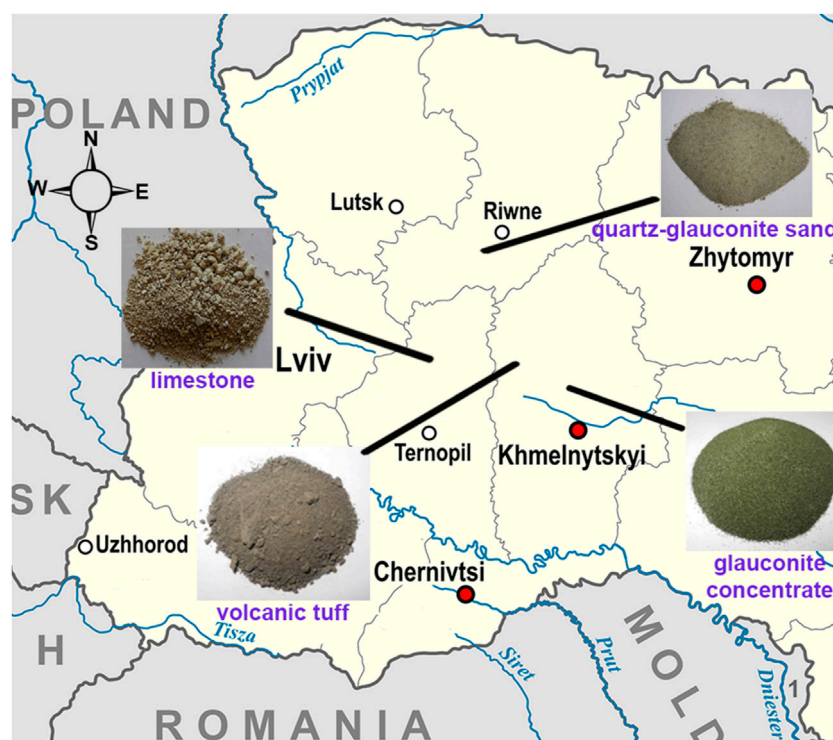 POLAND
N
W
E
S
Prypjat
Lutsk
Riwne
quartz-glauconite sand
Zhytomyr
limestone
Lviv
Ternopil
Khmelnytskyi
SK
Uzhhorod
volcanic tuff
Chernivtsi
glauconite
concentrate
H
Tisza
Siret
Prut
MOLD
Dniester
1
ROMANIA